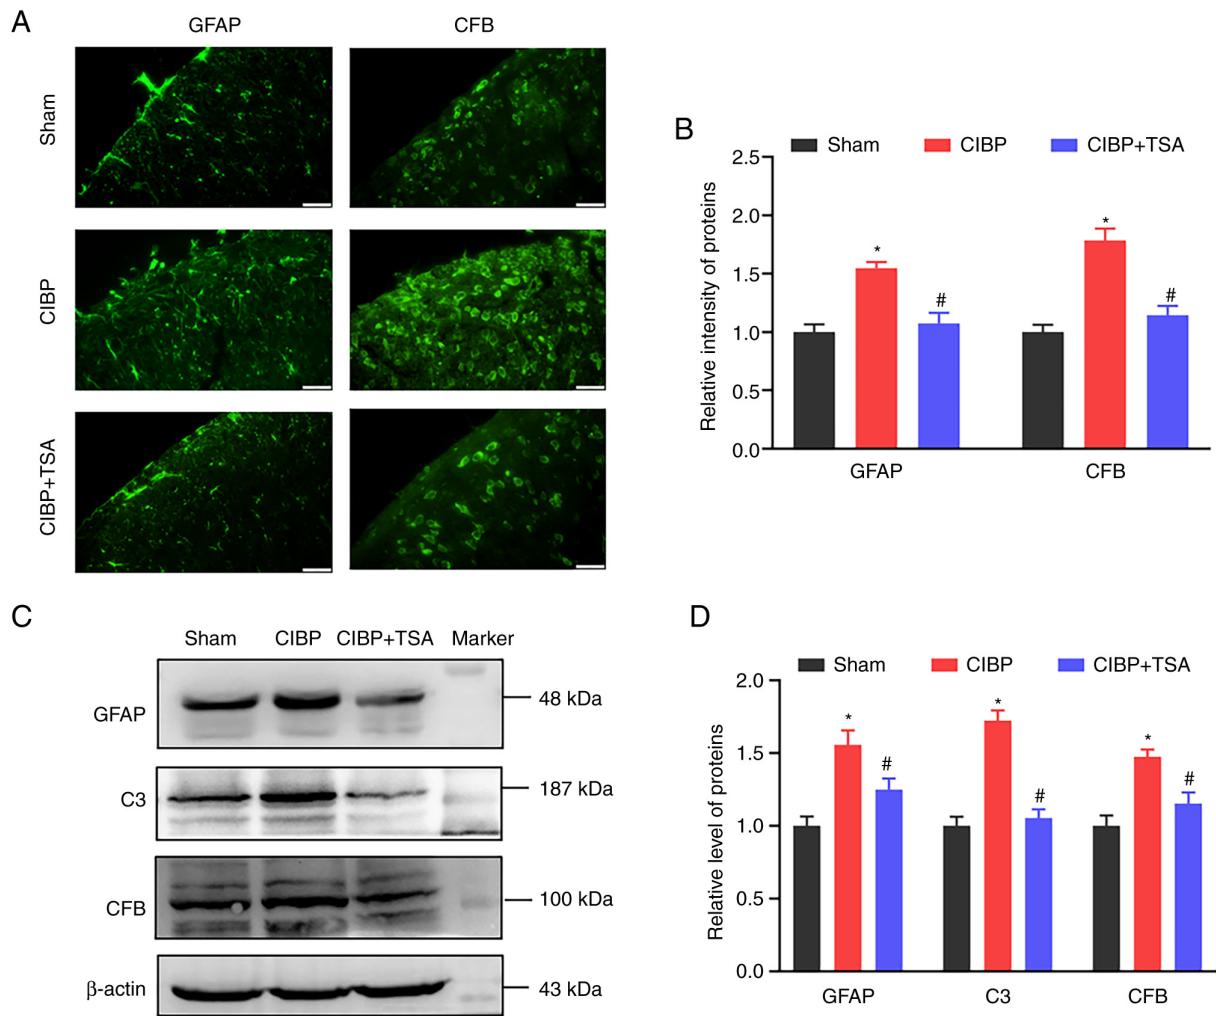 A
GFAP CFB
Sham
CIBP
CIBP+TSA
B
Sham CIBP CIBP+TSA
Relative intensity of proteins
2.5
2.0
1.5
1.0
0.5
0.0
* # * #
GFAP CFB
C
Sham CIBP CIBP+TSA Marker
GFAP 48 kDa
C3 187 kDa
CFB 100 kDa
β-actin 43 kDa
D
Sham CIBP CIBP+TSA
Relative level of proteins
2.0
1.5
1.0
0.5
0.0
* # * # * #
GFAP C3 CFB